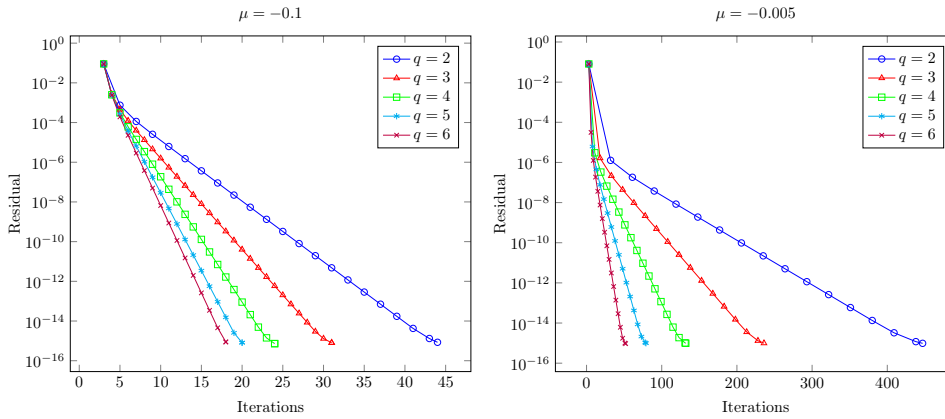 μ = −0.1
10^0
10^−2
10^−4
10^−6
10^−8
10^−10
10^−12
10^−14
10^−16
Residual
0 5 10 15 20 25 30 35 40 45
Iterations
q = 2
q = 3
q = 4
q = 5
q = 6
μ = −0.005
10^0
10^−2
10^−4
10^−6
10^−8
10^−10
10^−12
10^−14
10^−16
Residual
0 100 200 300 400
Iterations
q = 2
q = 3
q = 4
q = 5
q = 6